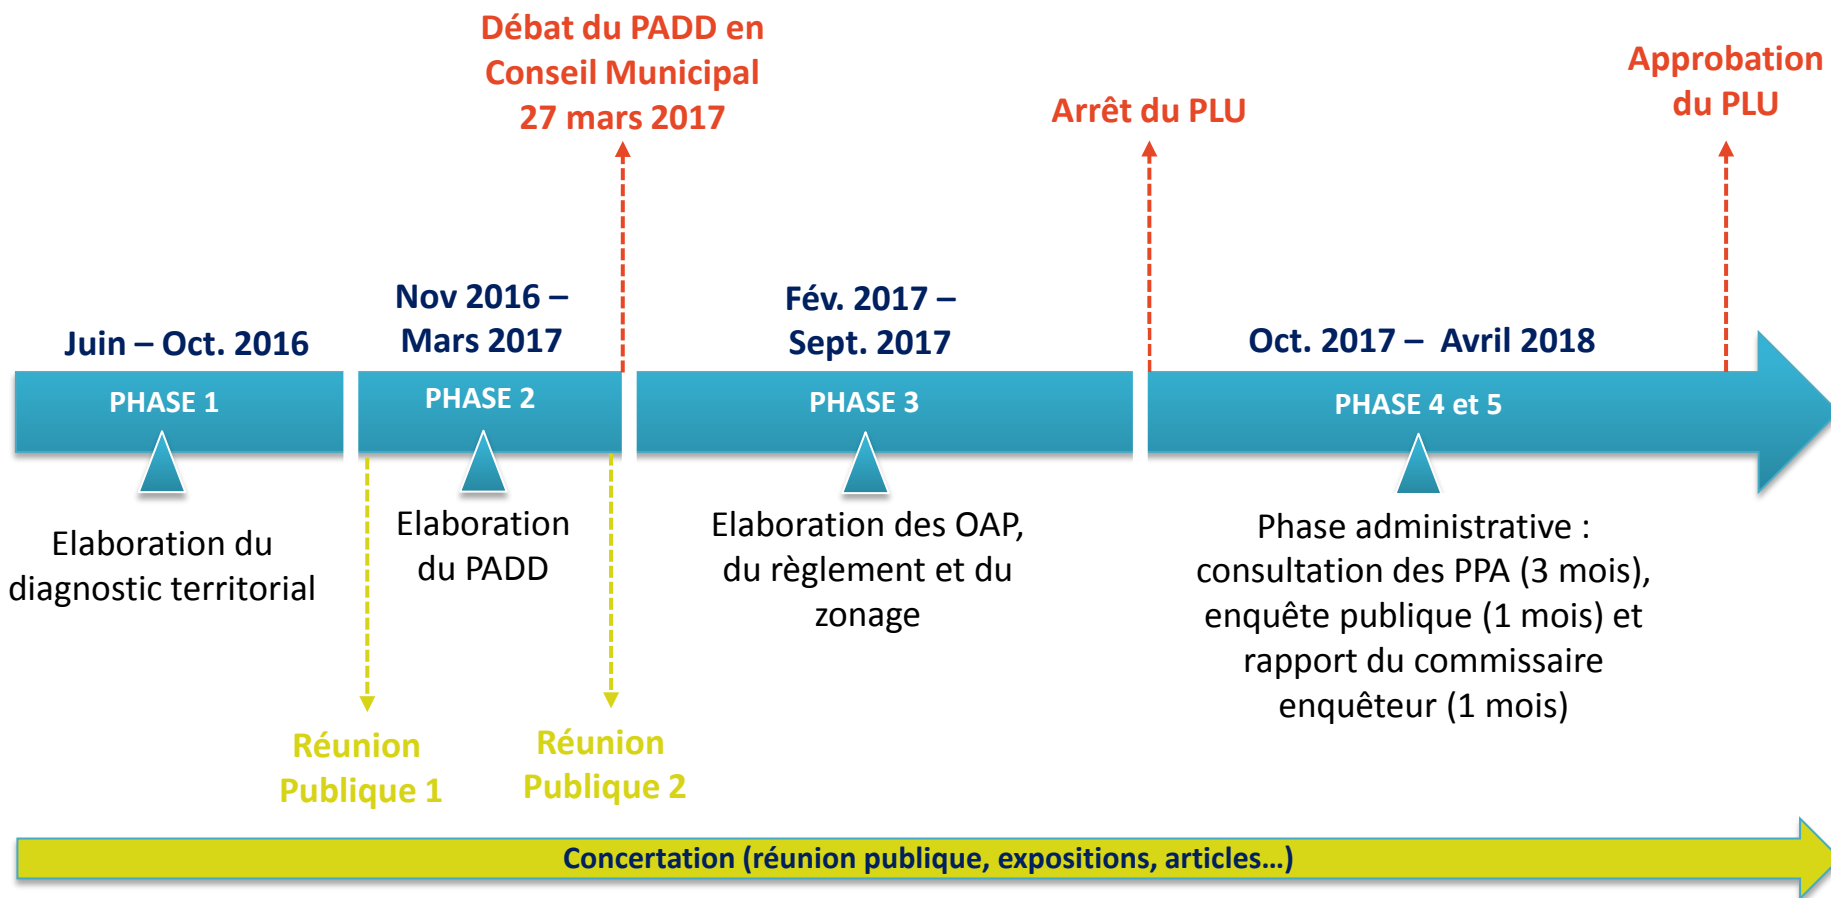 Débat du PADD en
Conseil Municipal
27 mars 2017
Arrêt du PLU
Approbation
du PLU
Juin – Oct. 2016
Nov 2016 –
Mars 2017
Fév. 2017 –
Sept. 2017
Oct. 2017 – Avril 2018
PHASE 1
PHASE 2
PHASE 3
PHASE 4 et 5
Elaboration du
diagnostic territorial
Elaboration
du PADD
Elaboration des OAP,
du règlement et du
zonage
Phase administrative :
consultation des PPA (3 mois),
enquête publique (1 mois) et
rapport du commissaire
enquêteur (1 mois)
Réunion
Publique 1
Réunion
Publique 2
Concertation (réunion publique, expositions, articles…)